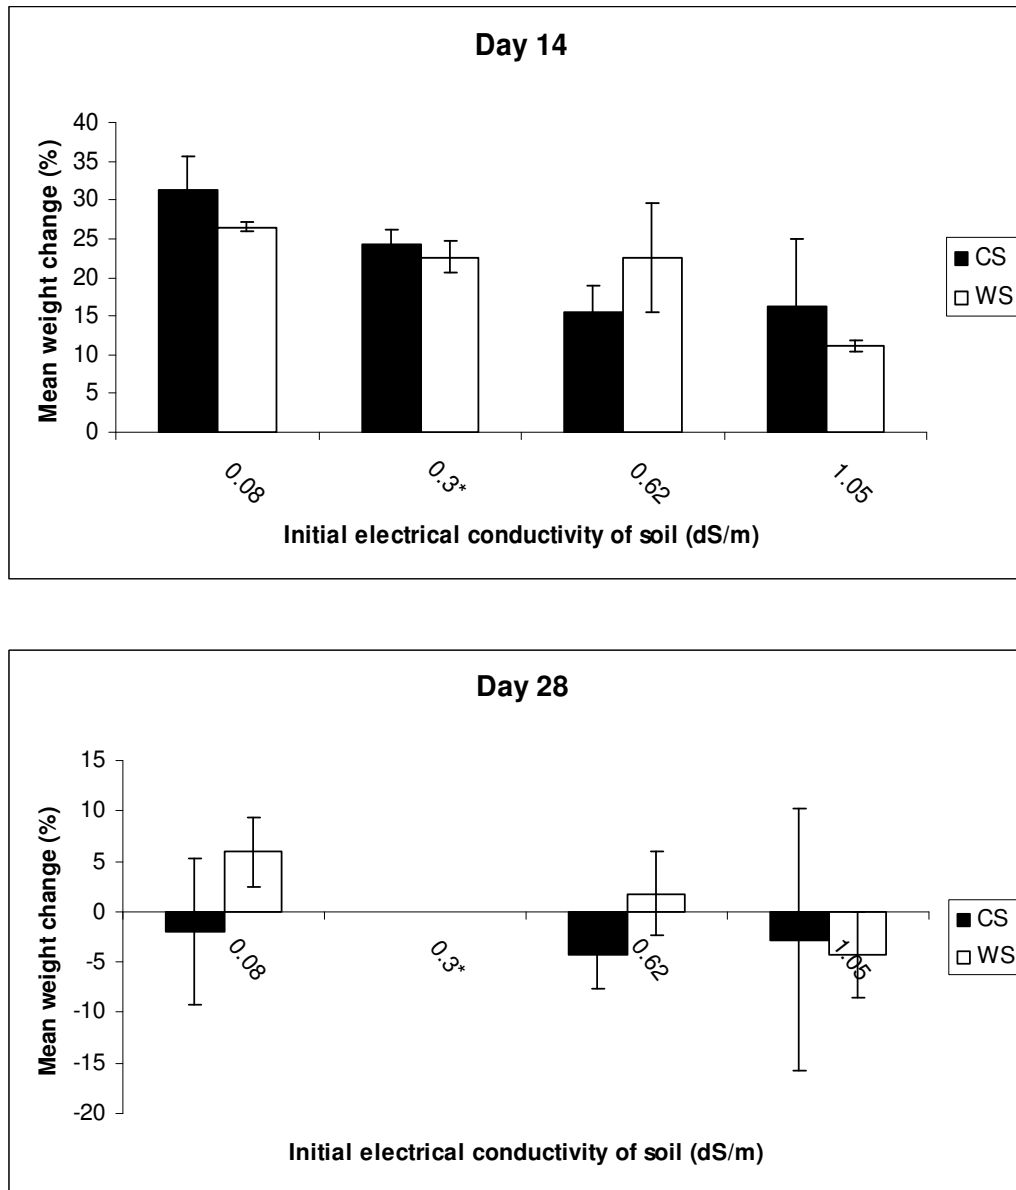 Day 14
Mean weight change (%)
40
35
30
25
20
15
10
5
0
0.08
0.3*
0.62
1.05
Initial electrical conductivity of soil (dS/m)
CS
WS
Day 28
Mean weight change (%)
15
10
5
0
-5
-10
-15
-20
0.08
0.3*
0.62
1.05
Initial electrical conductivity of soil (dS/m)
CS
WS